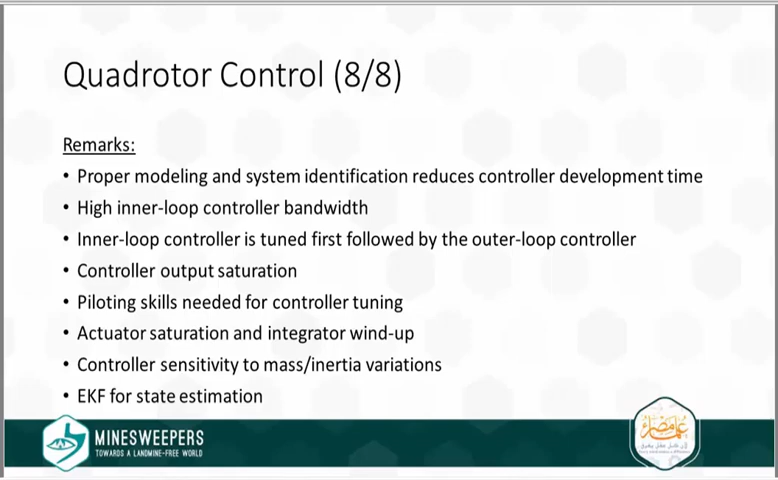 Quadrotor Control (8/8)
Remarks:
• Proper modeling and system identification reduces controller development time
• High inner-loop controller bandwidth
• Inner-loop controller is tuned first followed by the outer-loop controller
• Controller output saturation
• Piloting skills needed for controller tuning
• Actuator saturation and integrator wind-up
• Controller sensitivity to mass/inertia variations
• EKF for state estimation
MINESWEEPERS
TOWARDS A LANDMINE-FREE WORLD